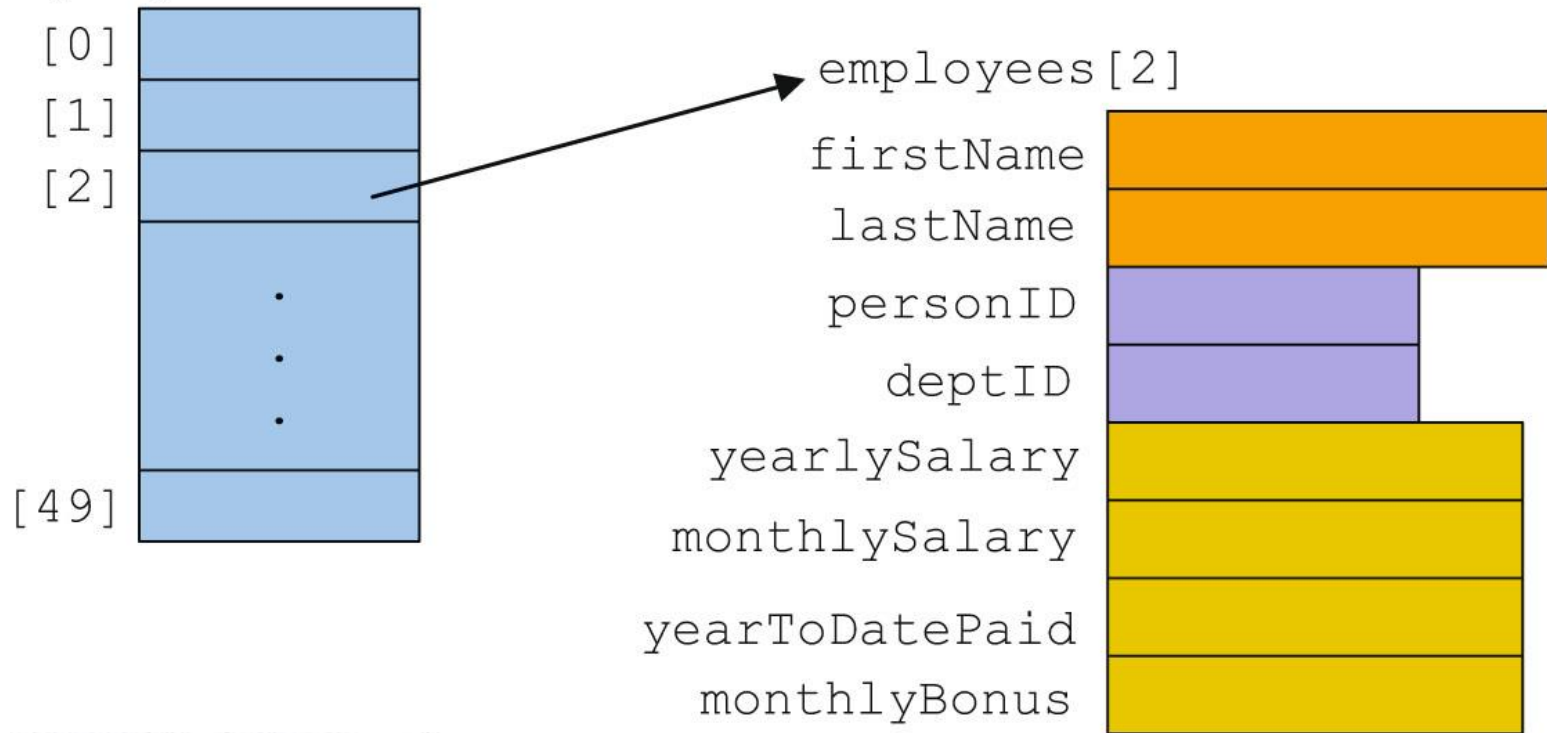 [0]
[1]
[2]
[49]
employees[2]
firstName
lastName
personID
deptID
yearlySalary
monthlySalary
yearToDatePaid
monthlyBonus